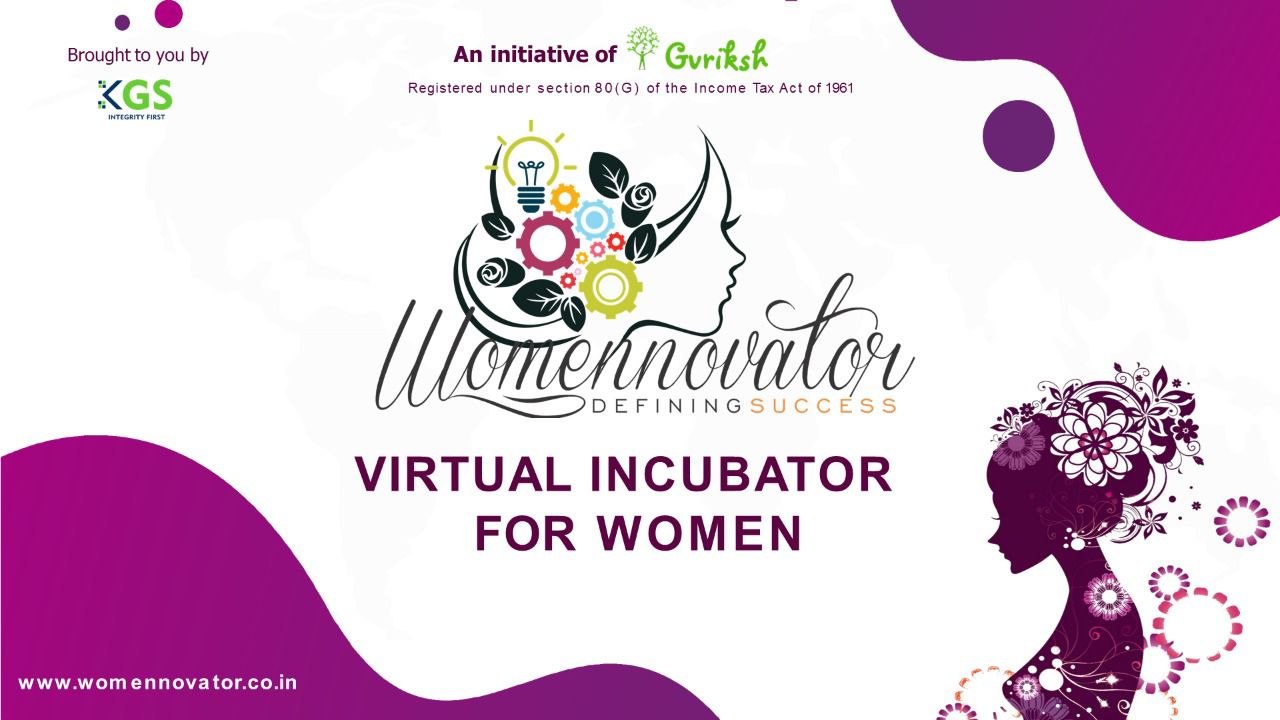 Brought to you by
KGS
INTEGRITY FIRST
An initiative of Gvriksh
Registered under section 80(G) of the Income Tax Act of 1961
Womennovator
DEFINING SUCCESS
VIRTUAL INCUBATOR
FOR WOMEN
www.womennovator.co.in